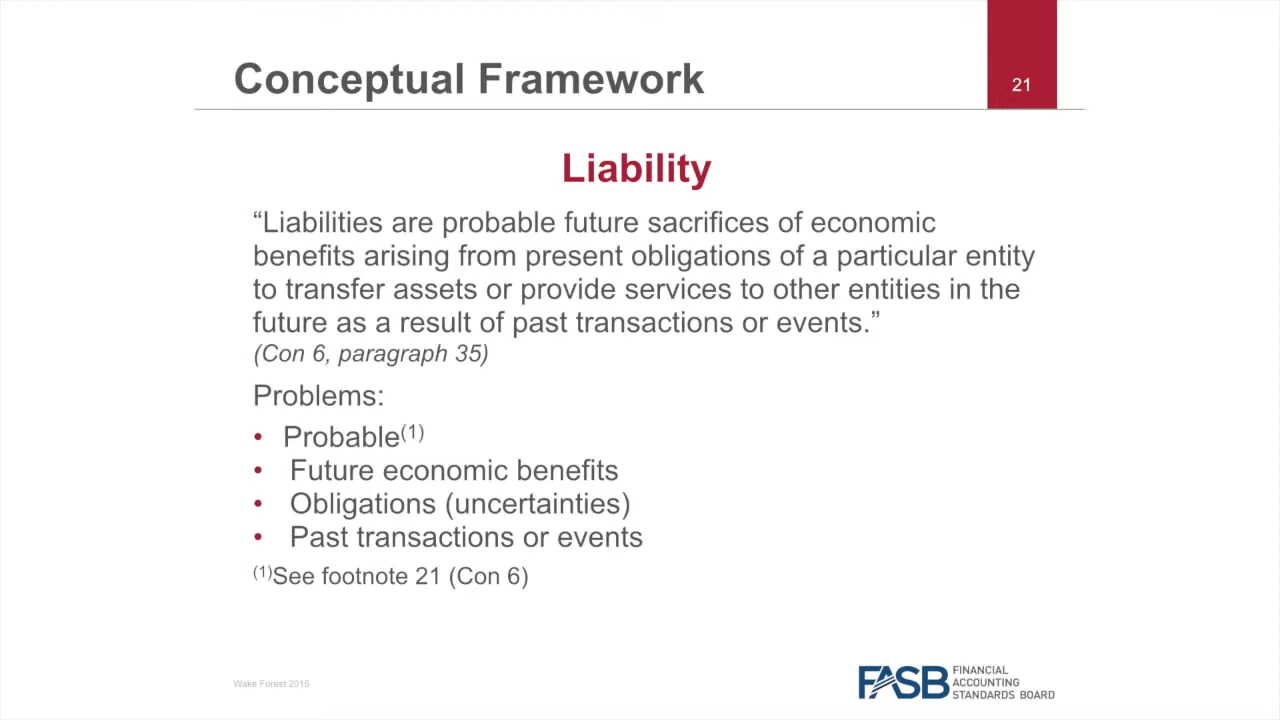 Conceptual Framework
21
Liability
“Liabilities are probable future sacrifices of economic
benefits arising from present obligations of a particular entity
to transfer assets or provide services to other entities in the
future as a result of past transactions or events.”
(Con 6, paragraph 35)
Problems:
• Probable(1)
• Future economic benefits
• Obligations (uncertainties)
• Past transactions or events
(1)See footnote 21 (Con 6)
Wake Forest 2015
FASB
FINANCIAL
ACCOUNTING
STANDARDS BOARD